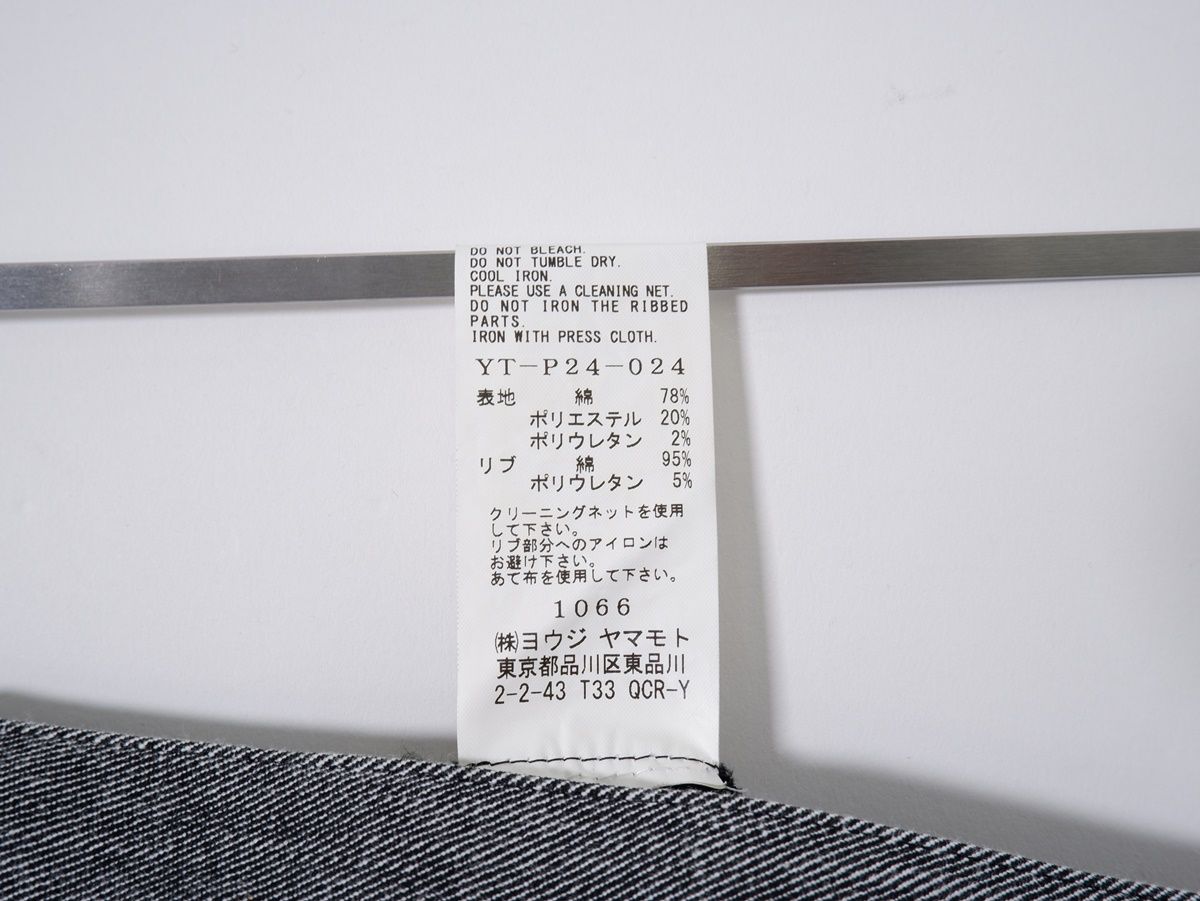 DO NOT BLEACH.
DO NOT TUMBLE DRY.
COOL IRON.
PLEASE USE A CLEANING NET.
DO NOT IRON THE RIBBED
PARTS.
IRON WITH PRESS CLOTH.
YT-P24-024
表地 綿 78%
ポリエステル 20%
ポリウレタン 2%
リブ 綿 95%
ポリウレタン 5%
クリーニングネットを使用
して下さい。
リブ部分へのアイロンは
お避け下さい。
あて布を使用して下さい。
1066
㈱ヨウジ ヤマモト
東京都品川区東品川
2-2-43 T33 QCR-Y